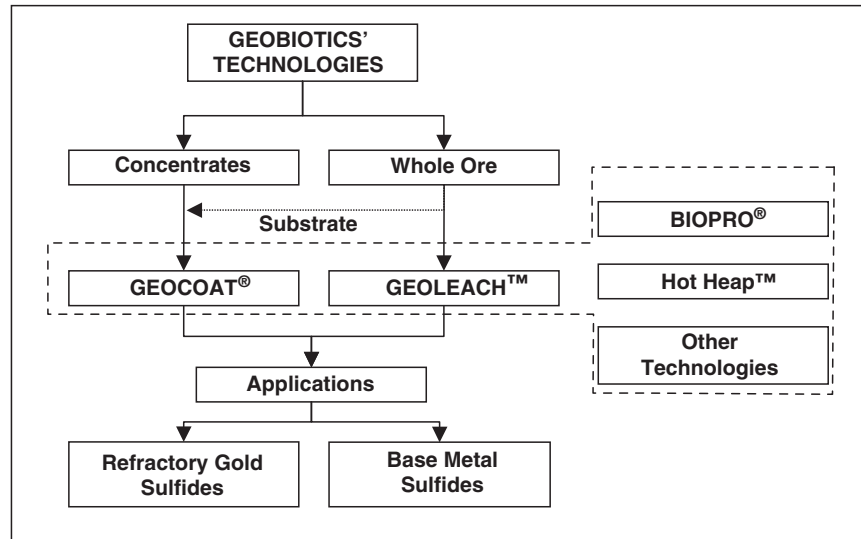 GEOBIOTICS’
TECHNOLOGIES
Concentrates
Whole Ore
Substrate
BIOPRO®
GEOCOAT®
GEOLEACH™
Hot Heap™
Other
Technologies
Applications
Refractory Gold
Sulfides
Base Metal
Sulfides